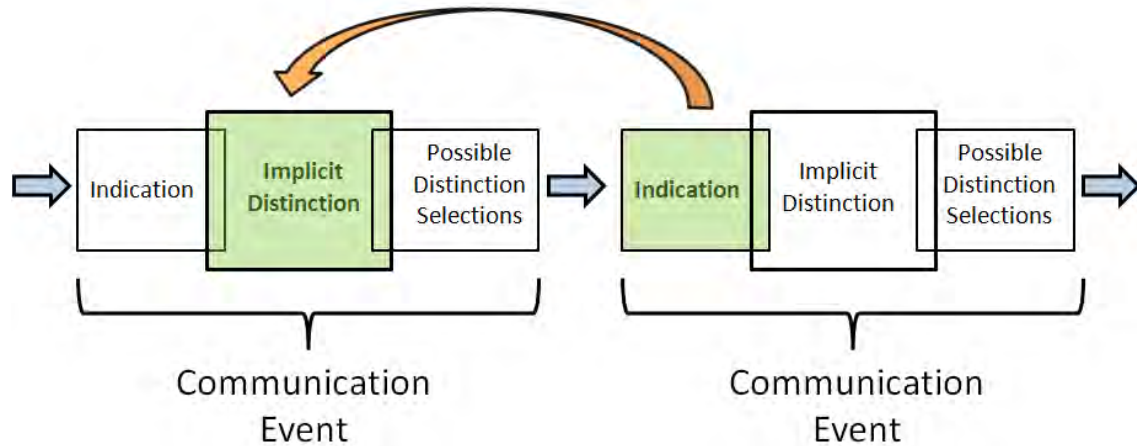 Indication
Implicit
Distinction
Possible
Distinction
Selections
Indication
Implicit
Distinction
Possible
Distinction
Selections
Communication
Event
Communication
Event